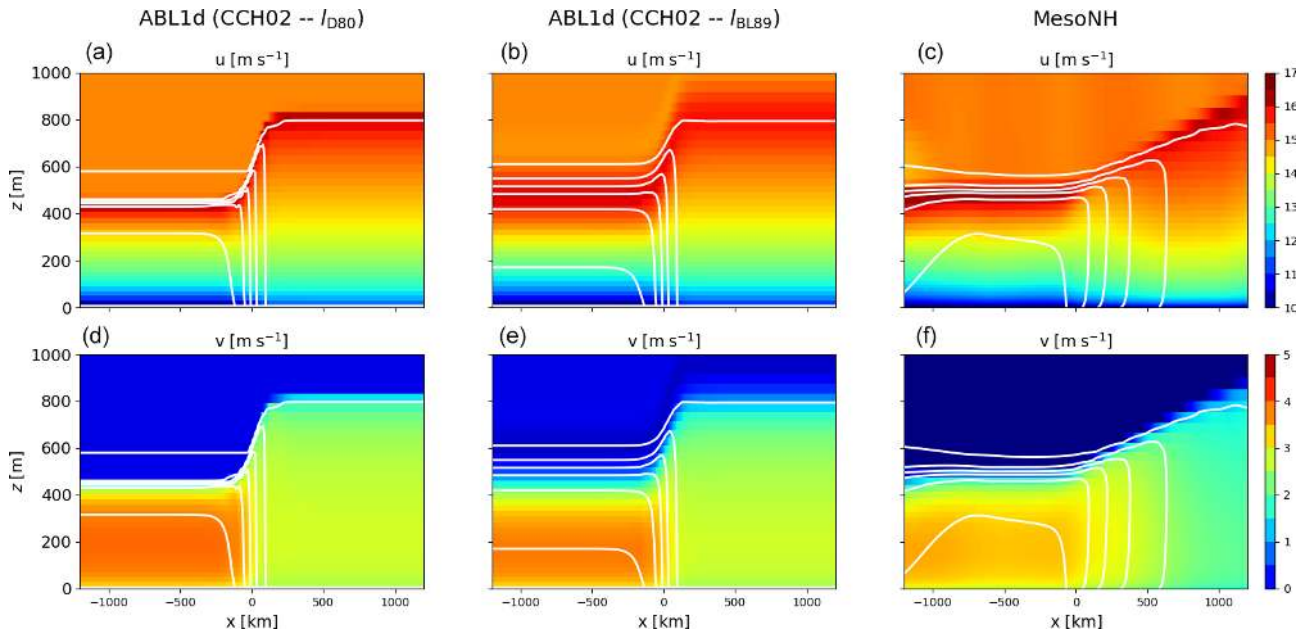 ABL1d (CCH02 -- l_D80) ABL1d (CCH02 -- l_BL89) MesoNH
(a) (b) (c)
u [m s⁻¹] u [m s⁻¹] u [m s⁻¹]
1000
800
600
400
200
0
z [m]
17
16
15
14
13
12
11
10
(d) (e) (f)
v [m s⁻¹] v [m s⁻¹] v [m s⁻¹]
1000
800
600
400
200
0
z [m]
5
4
3
2
1
0
−1000 −500 0 500 1000 −1000 −500 0 500 1000 −1000 −500 0 500 1000
x [km] x [km] x [km]